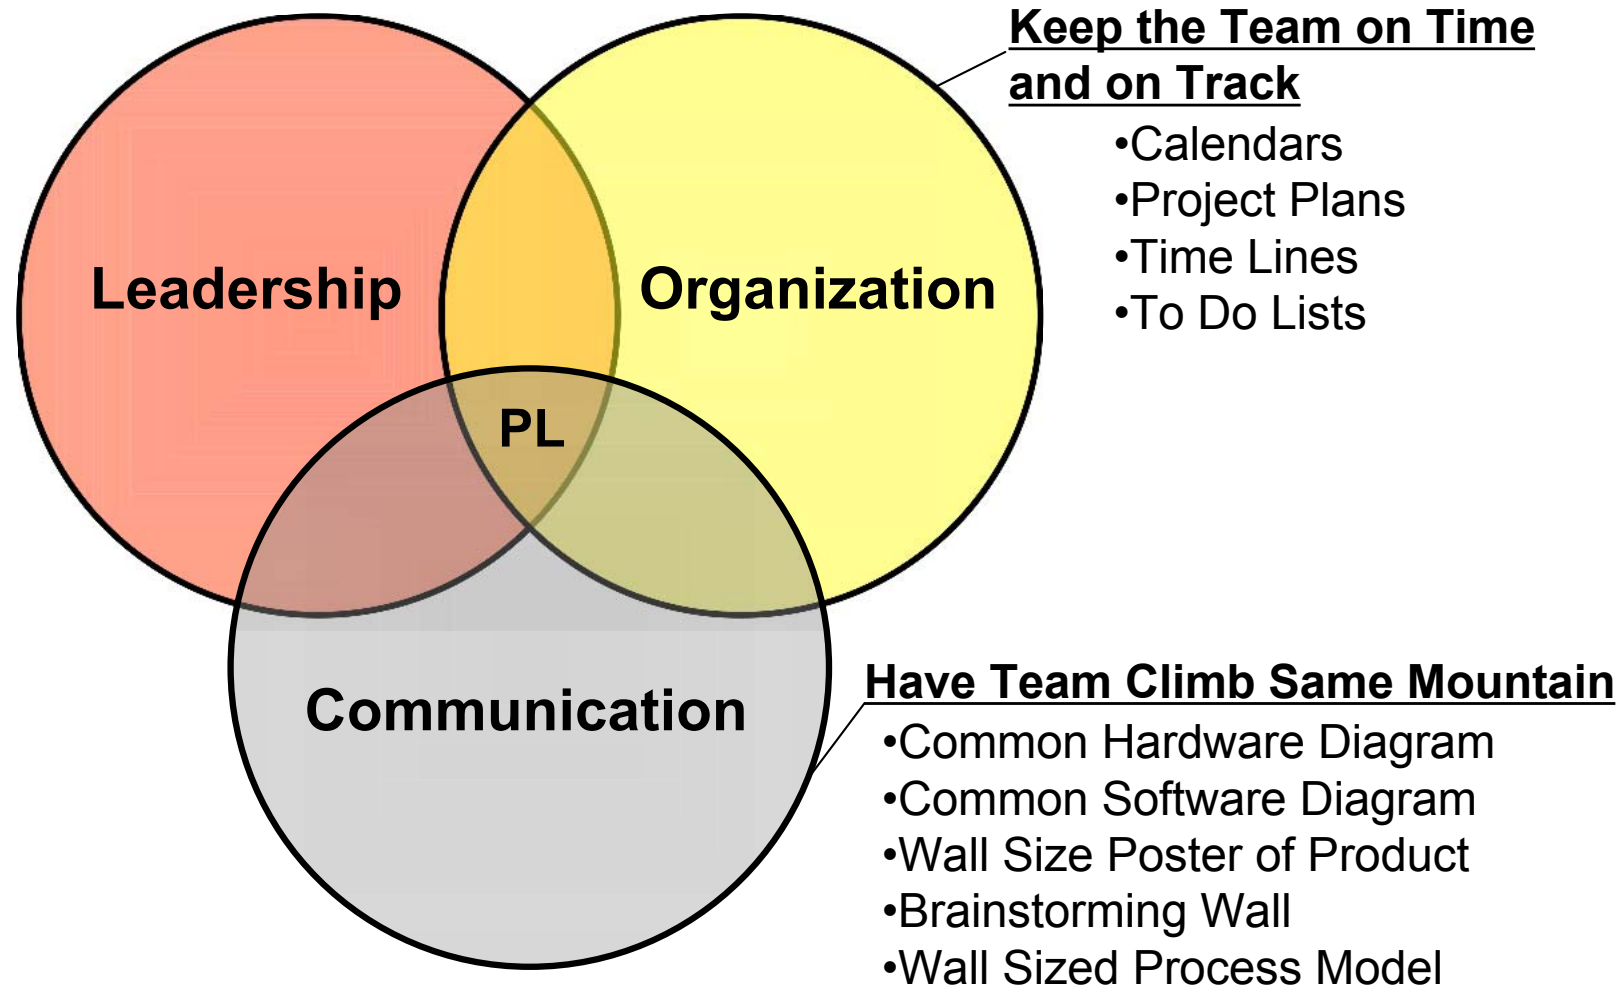 Keep the Team on Time
and on Track
•Calendars
•Project Plans
•Time Lines
•To Do Lists
Leadership
Organization
PL
Communication
Have Team Climb Same Mountain
•Common Hardware Diagram
•Common Software Diagram
•Wall Size Poster of Product
•Brainstorming Wall
•Wall Sized Process Model